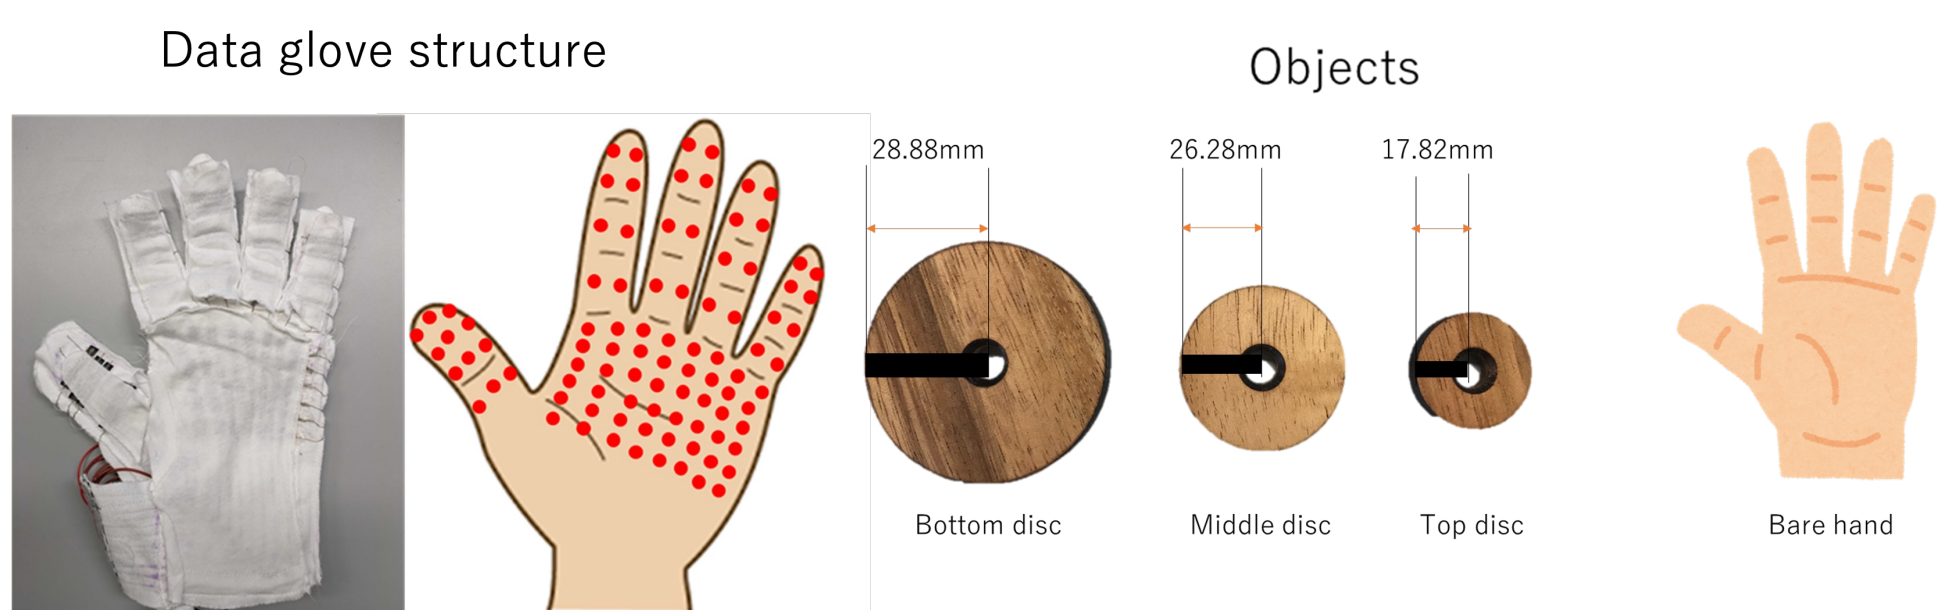 Data glove structure
Objects
28.88mm
26.28mm
17.82mm
Bottom disc
Middle disc
Top disc
Bare hand